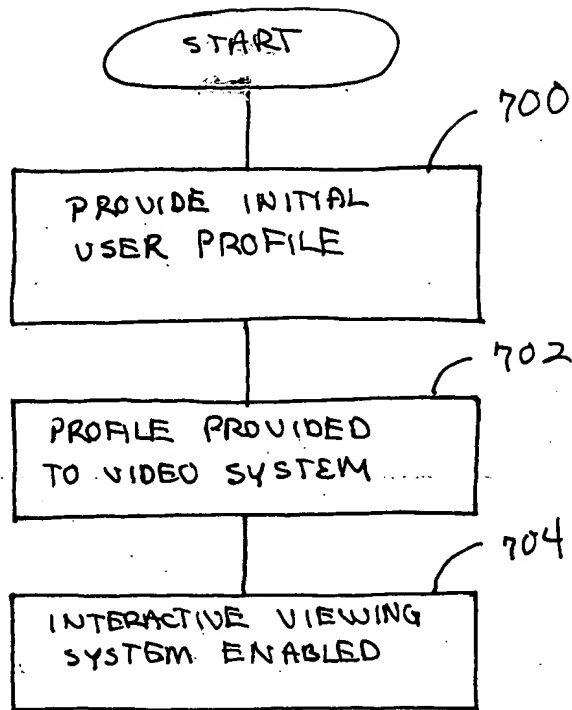 START
700
PROVIDE INITIAL
USER PROFILE
702
PROFILE PROVIDED
TO VIDEO SYSTEM
704
INTERACTIVE VIEWING
SYSTEM ENABLED